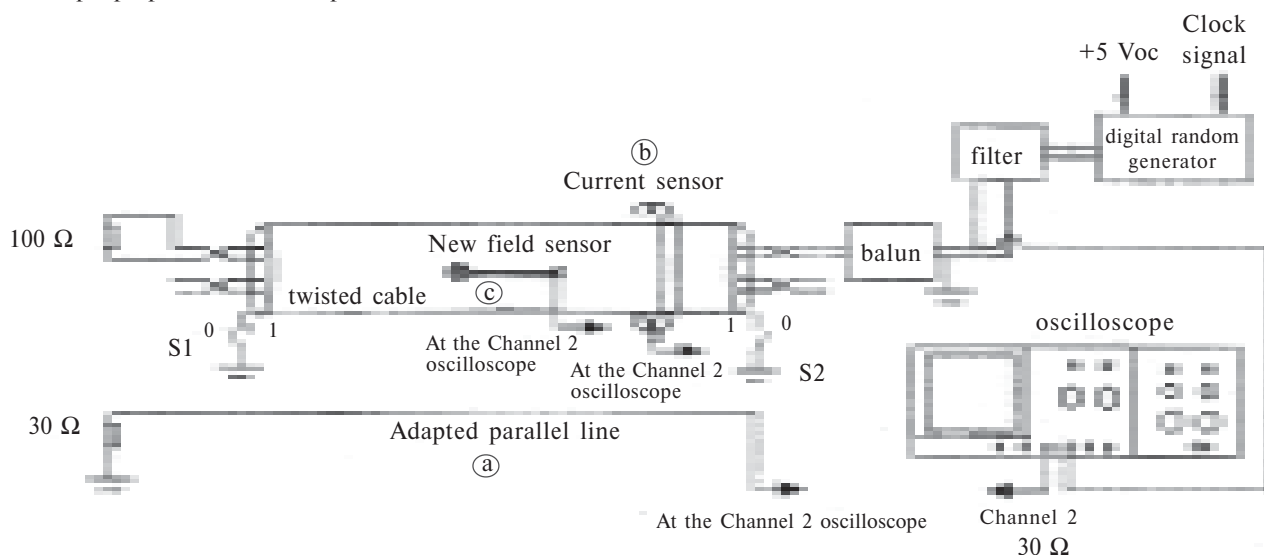 Clock
signal
+5 Voc
digital random
generator
filter
b
Current sensor
100 Ω
New field sensor
balun
c
twisted cable
0
1
1
0
S1
At the Channel 2
oscilloscope
At the Channel 2
oscilloscope
S2
oscilloscope
30 Ω
Adapted parallel line
a
At the Channel 2 oscilloscope
Channel 2
30 Ω